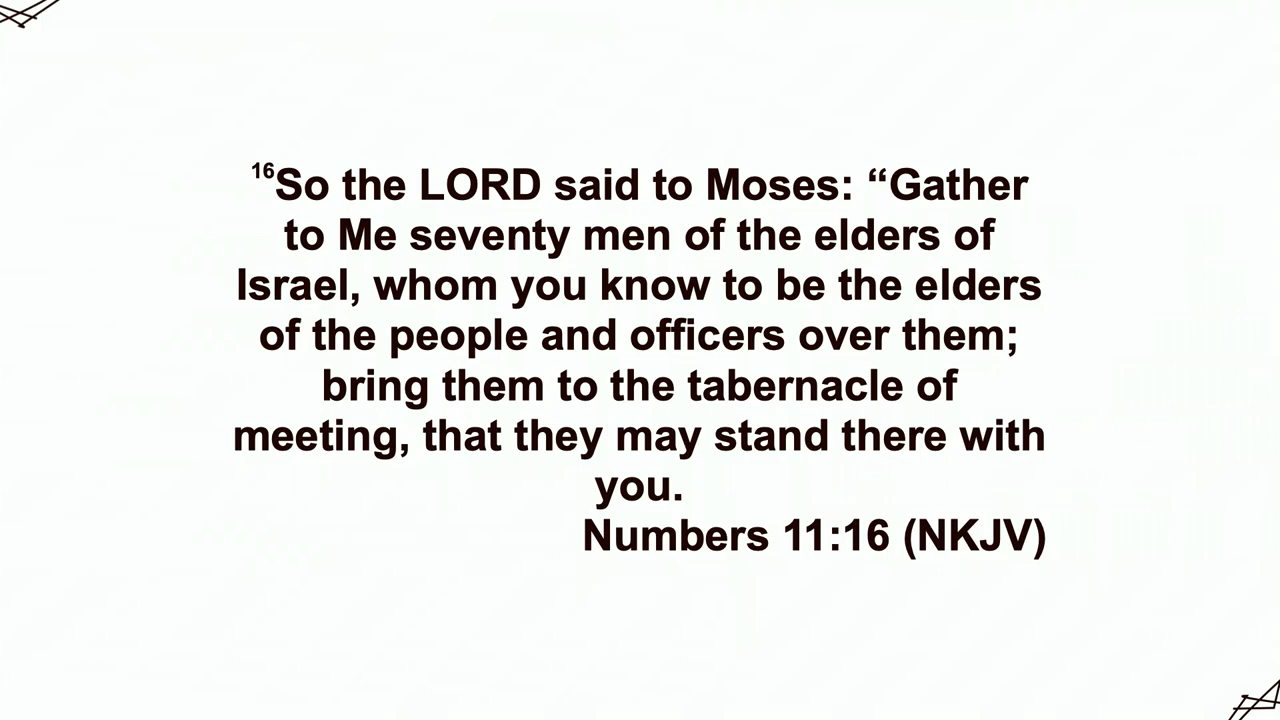 16So the LORD said to Moses: “Gather
to Me seventy men of the elders of
Israel, whom you know to be the elders
of the people and officers over them;
bring them to the tabernacle of
meeting, that they may stand there with
you.
Numbers 11:16 (NKJV)